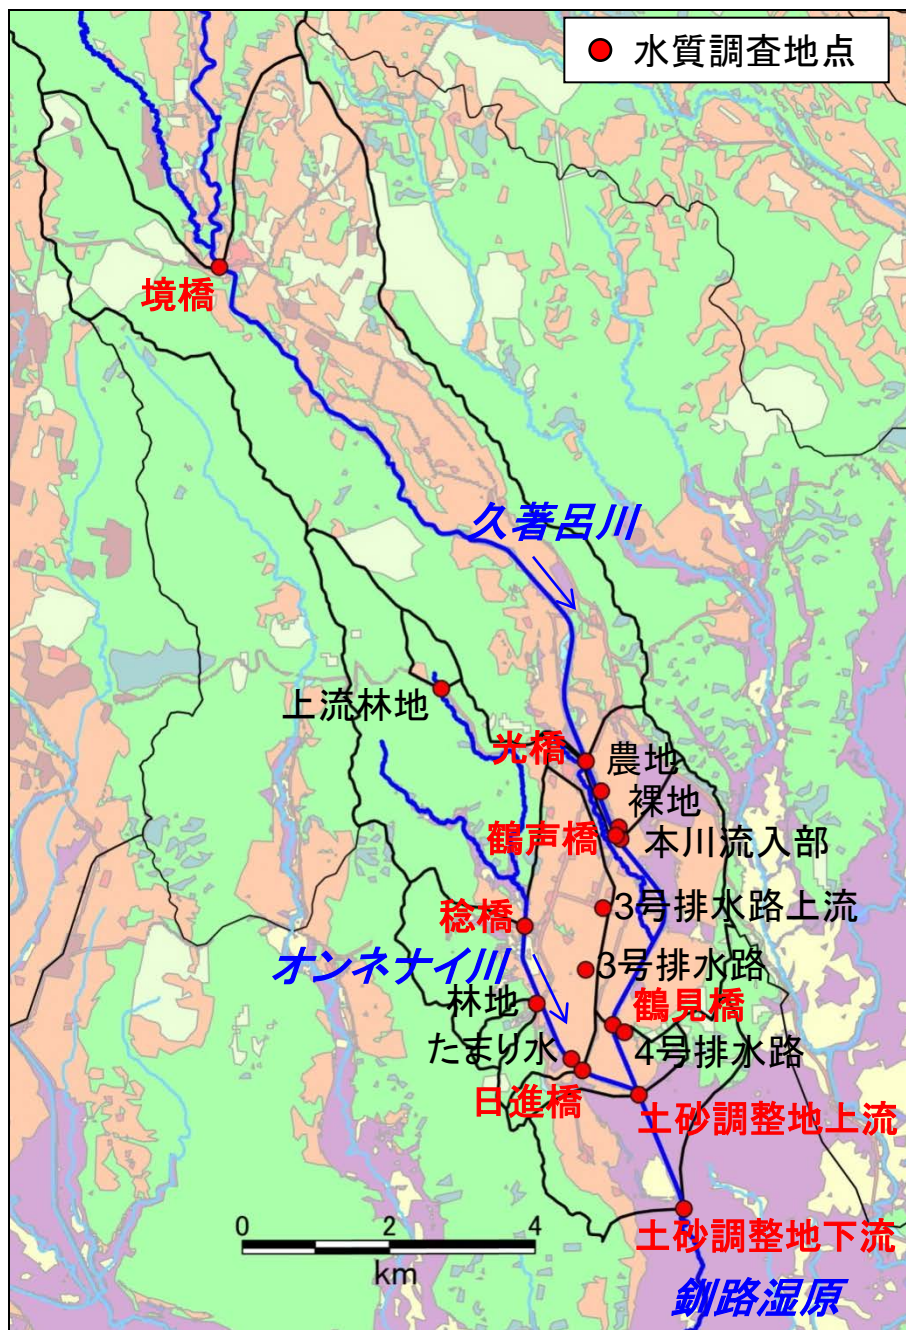 水質調査地点
境橋
久著呂川
上流林地
光橋
農地
裸地
鶴声橋
本川流入部
3号排水路上流
稔橋
オンネナイ川
3号排水路
林地
鶴見橋
たまり水
4号排水路
日進橋
土砂調整地上流
土砂調整地下流
0 2 4
km
釧路湿原